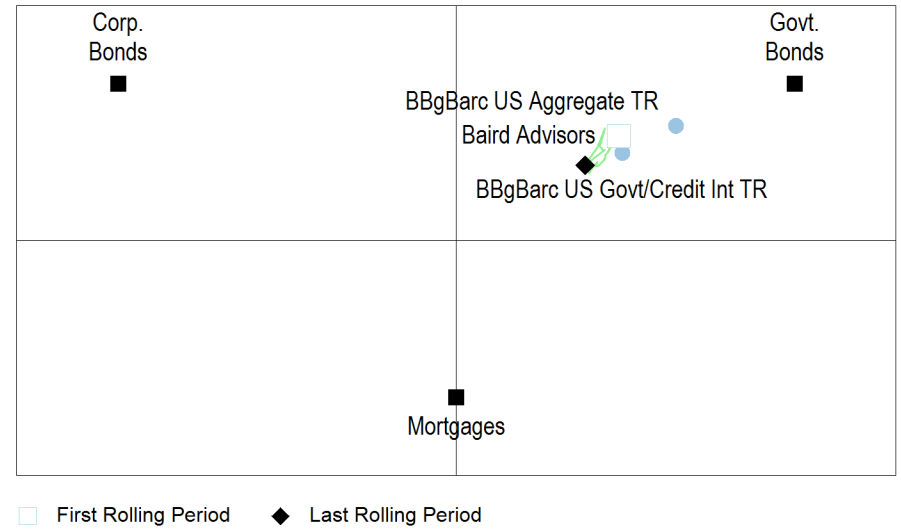 Corp.
Bonds
Govt.
Bonds
BBgBarc US Aggregate TR
Baird Advisors
BBgBarc US Govt/Credit Int TR
Mortgages
First Rolling Period
Last Rolling Period